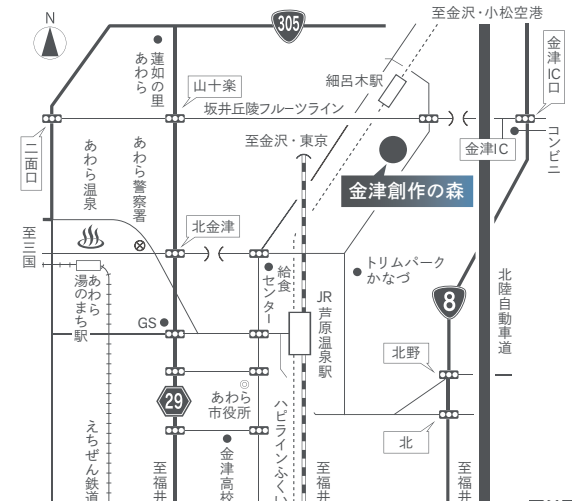 N
305
至金沢・小松空港
蓮如の里
あわら
山十楽
細呂木駅
金津
IC口
坂井丘陵フルーツライン
二面口
あわら温泉
あわら警察署
至金沢・東京
金津IC
コンビニ
金津創作の森
至三国
北金津
給食
センター
トリムパーク
かなづ
あわら
湯のまち駅
GS
JR
芦原温泉駅
8
北陸自動車道
北野
29
あわら
市役所
北
えちぜん鉄道
至福井
金津高校
ハピラインふくい
至福井
至福井